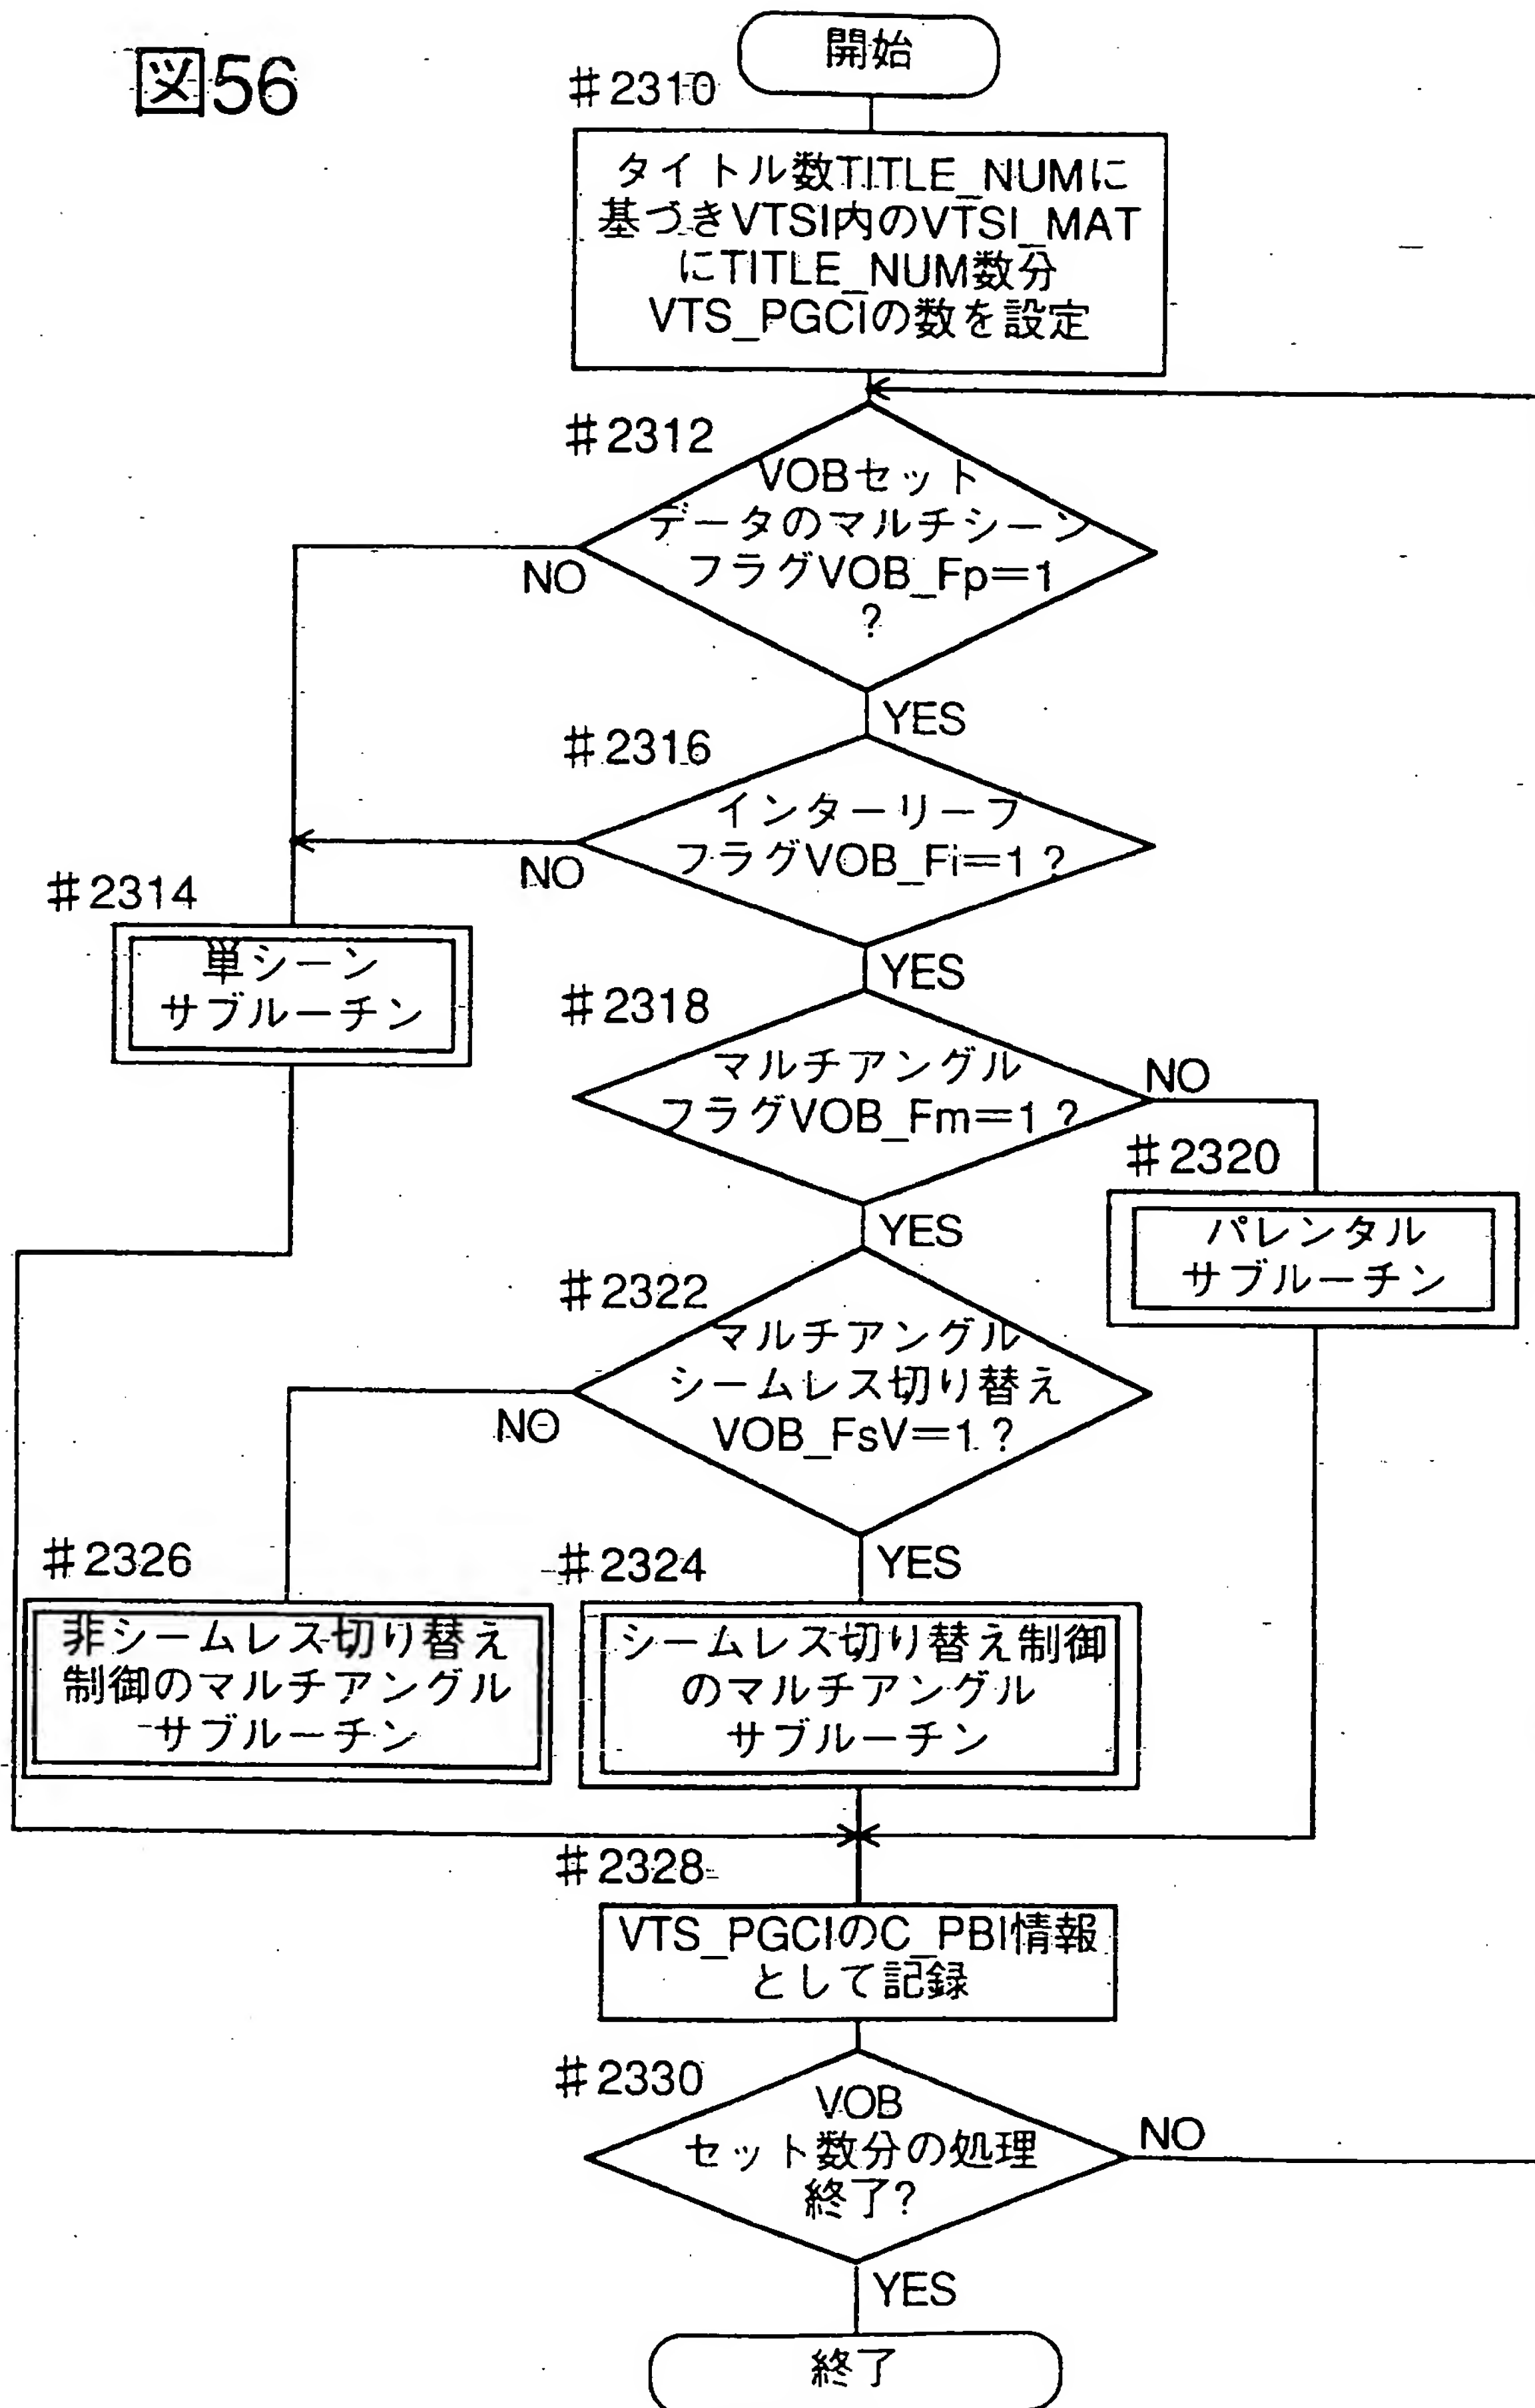 図56
開始
#2310
タイトル数TITLE_NUMに
基づきVTSI内のVTSI_MAT
にTITLE_NUM数分
VTS_PGCIの数を設定
#2312
VOBセット
データのマルチシーン
フラグVOB_Fp=1
?
NO
YES
#2316
インターリーフ
フラグVOB_Fi=1?
NO
YES
#2314
単シーン
サブルーチン
#2318
マルチアングル
フラグVOB_Fm=1?
NO
YES
#2320
パレンタル
サブルーチン
#2322
マルチアングル
シームレス切り替え
VOB_FsV=1?
NO
YES
#2326
非シームレス切り替え
制御のマルチアングル
サブルーチン
#2324
シームレス切り替え制御
のマルチアングル
サブルーチン
#2328
VTS_PGCIのC_PBI情報
として記録
#2330
VOB
セット数分の処理
終了?
NO
YES
終了